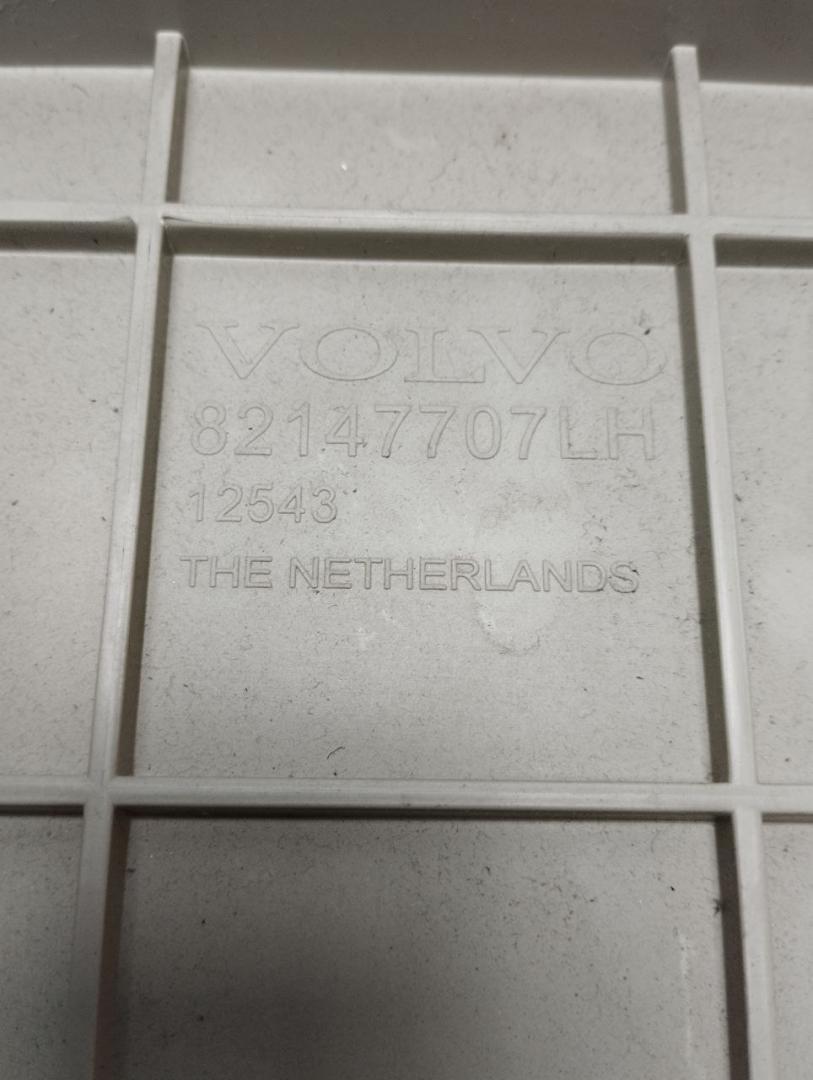 VOLVO
82147707LH
12543
THE NETHERLANDS